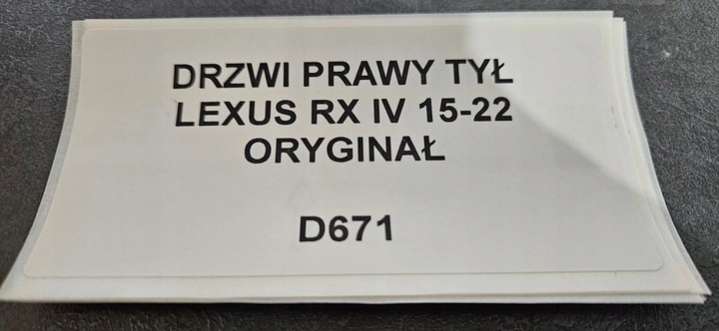 DRZWI PRAWY TYŁ
LEXUS RX IV 15-22
ORYGINAŁ
D671